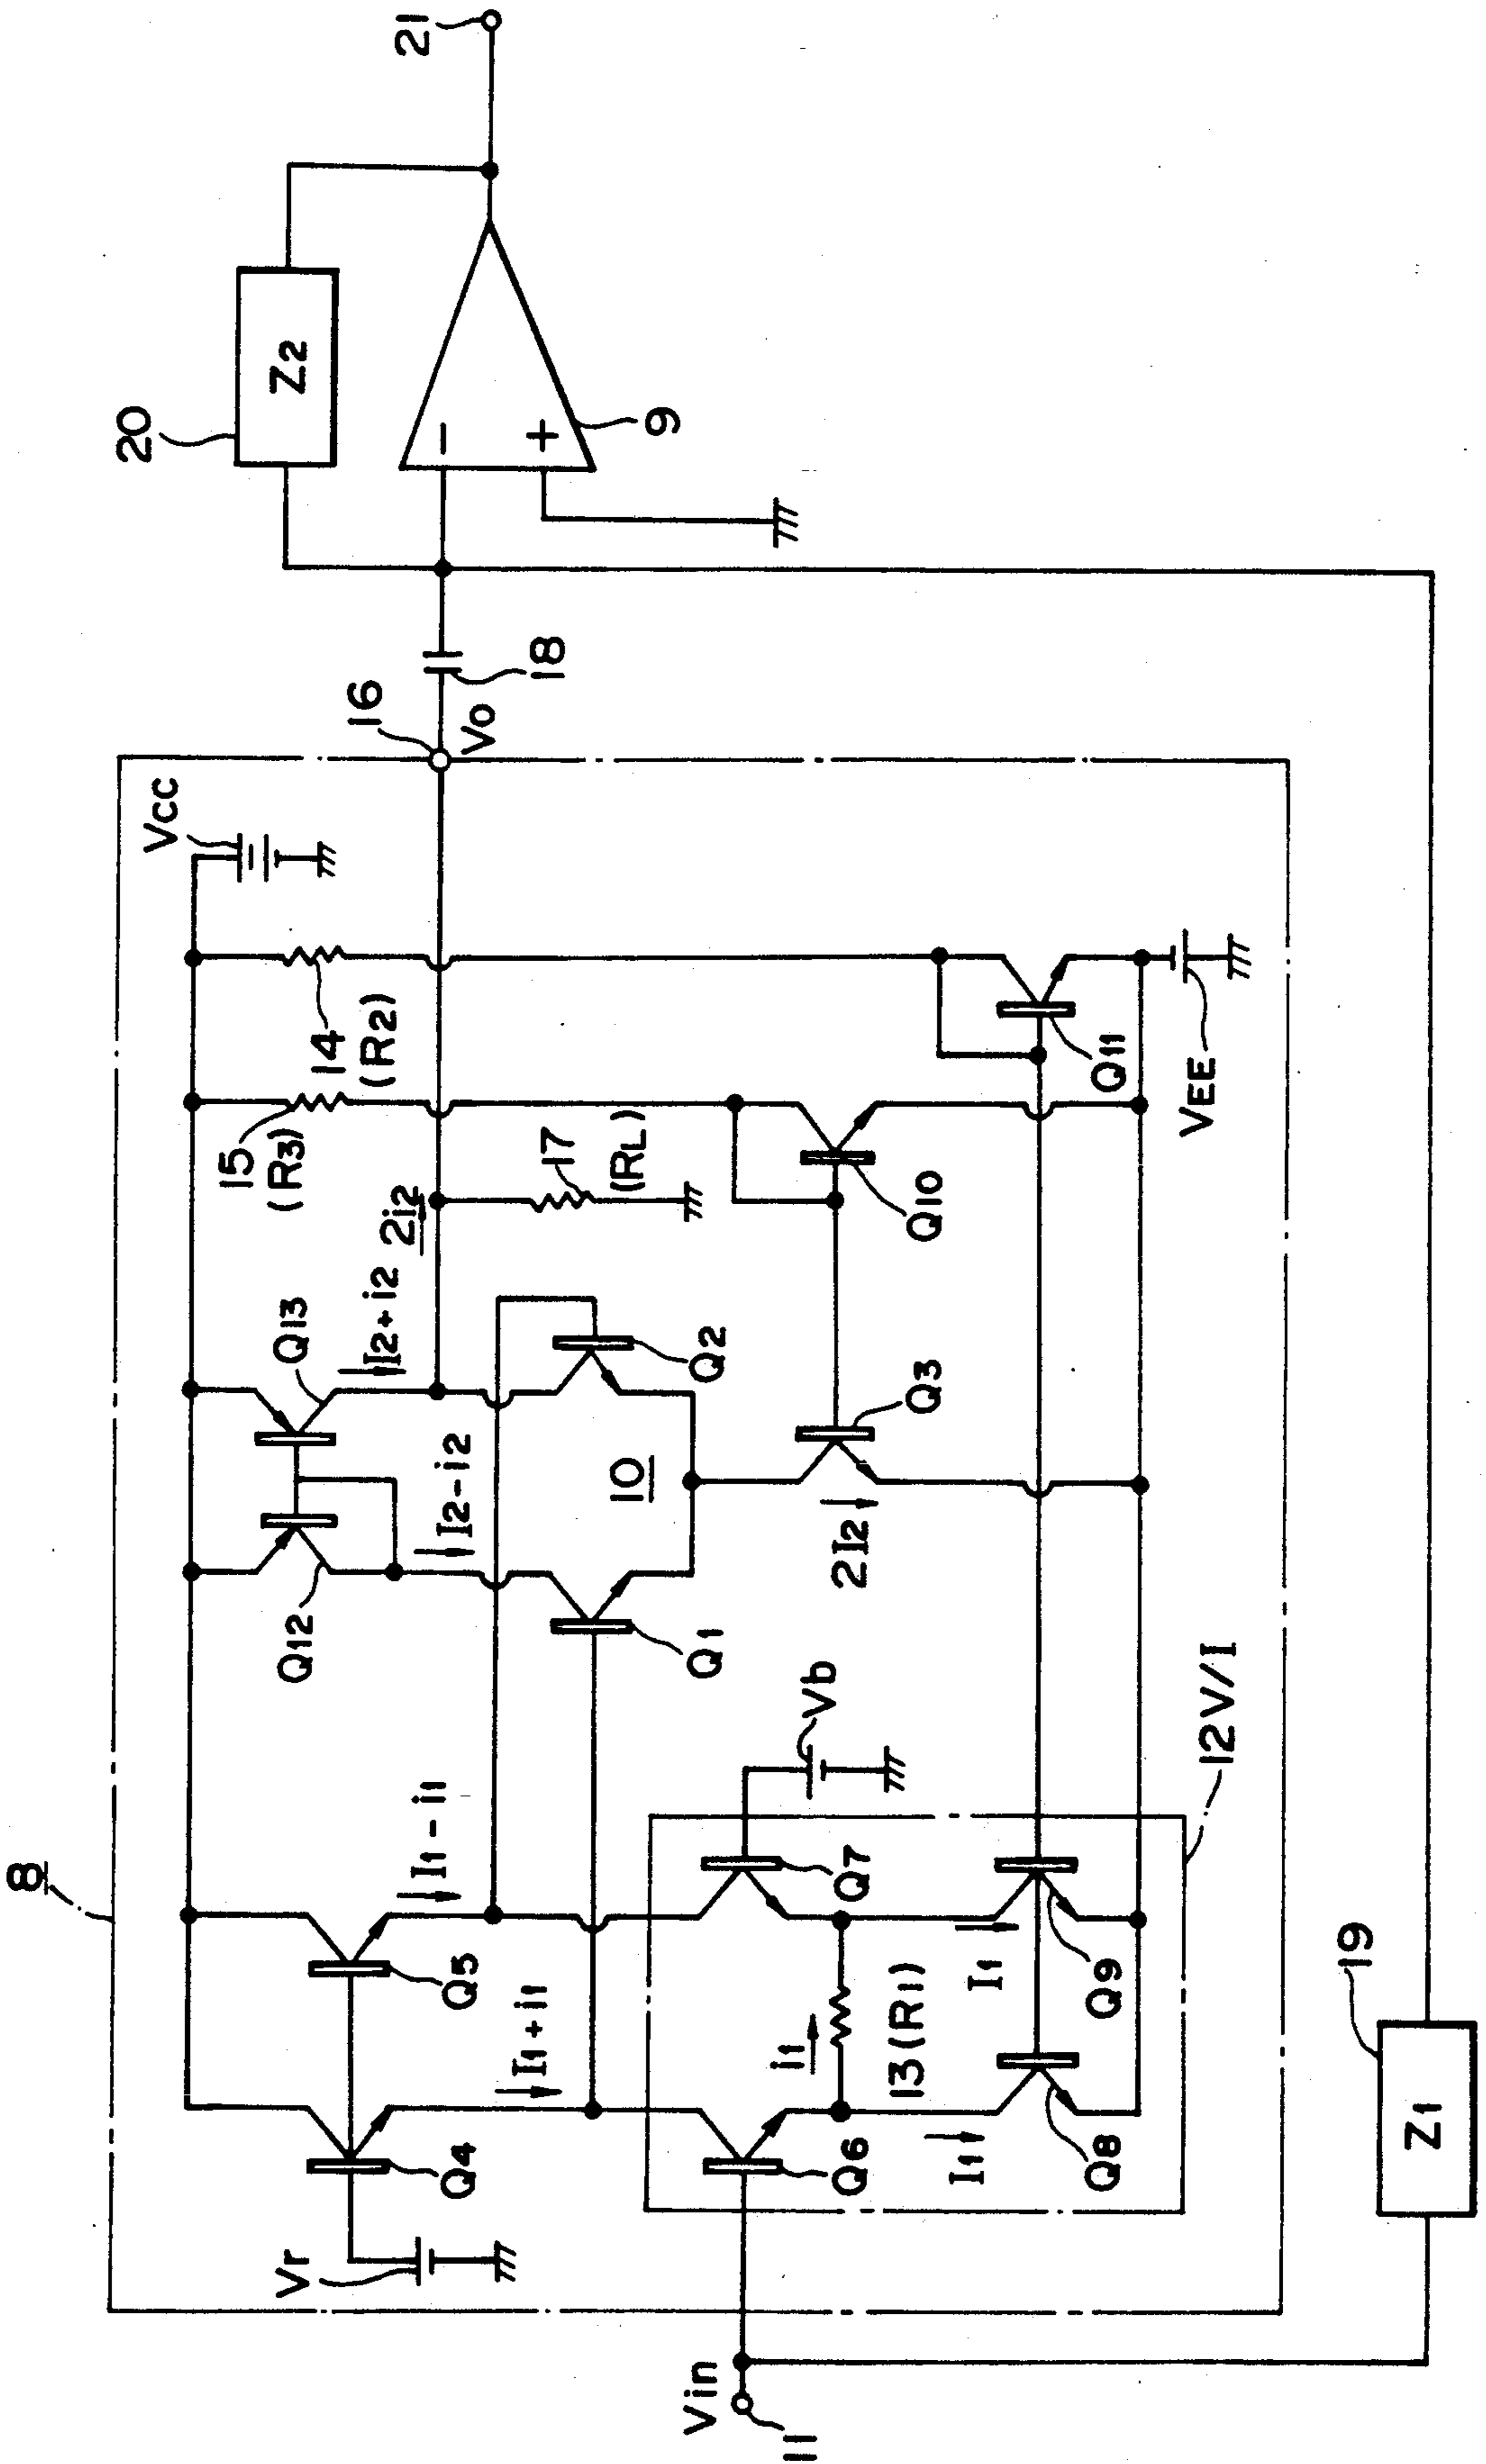 8
Vr
Q4
Q5
I1+i1
I1-i1
Q12
Q13
I2-i2
I2+i2
2i2
15
(R3)
14
(R2)
Vcc
16
Vo
18
20
Z2
9
21
Vin
11
Q6
Q7
Vb
i1
13(R1)
I1
I1
Q8
Q9
12V/I
Q1
Q2
10
Q3
2I2
17
(RL)
Q10
Q11
VEE
19
Z1
-
+